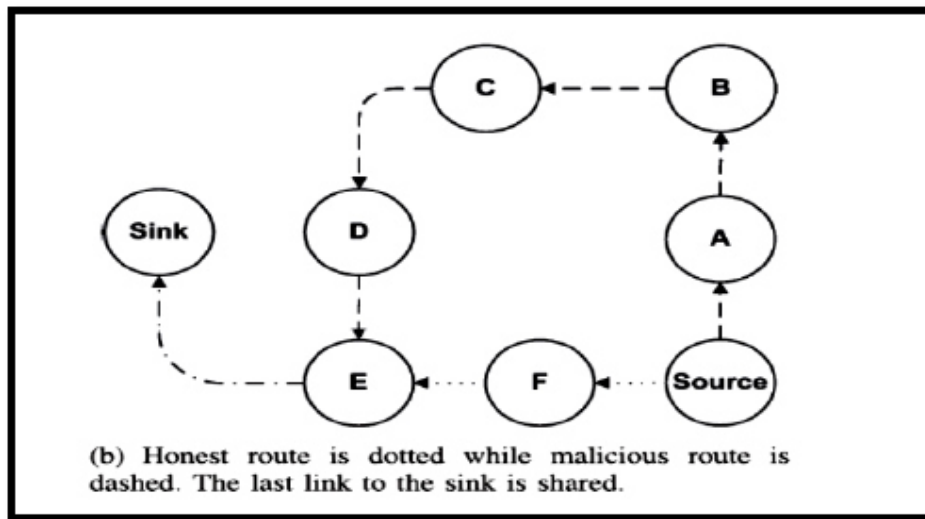 C
B
Sink
D
A
E
F
Source
(b) Honest route is dotted while malicious route is
dashed. The last link to the sink is shared.